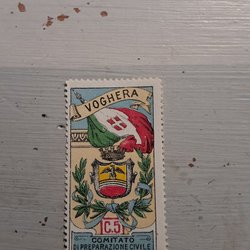 VOGHERA
C.5
COMITATO
DI PREPARAZIONE CIVILE